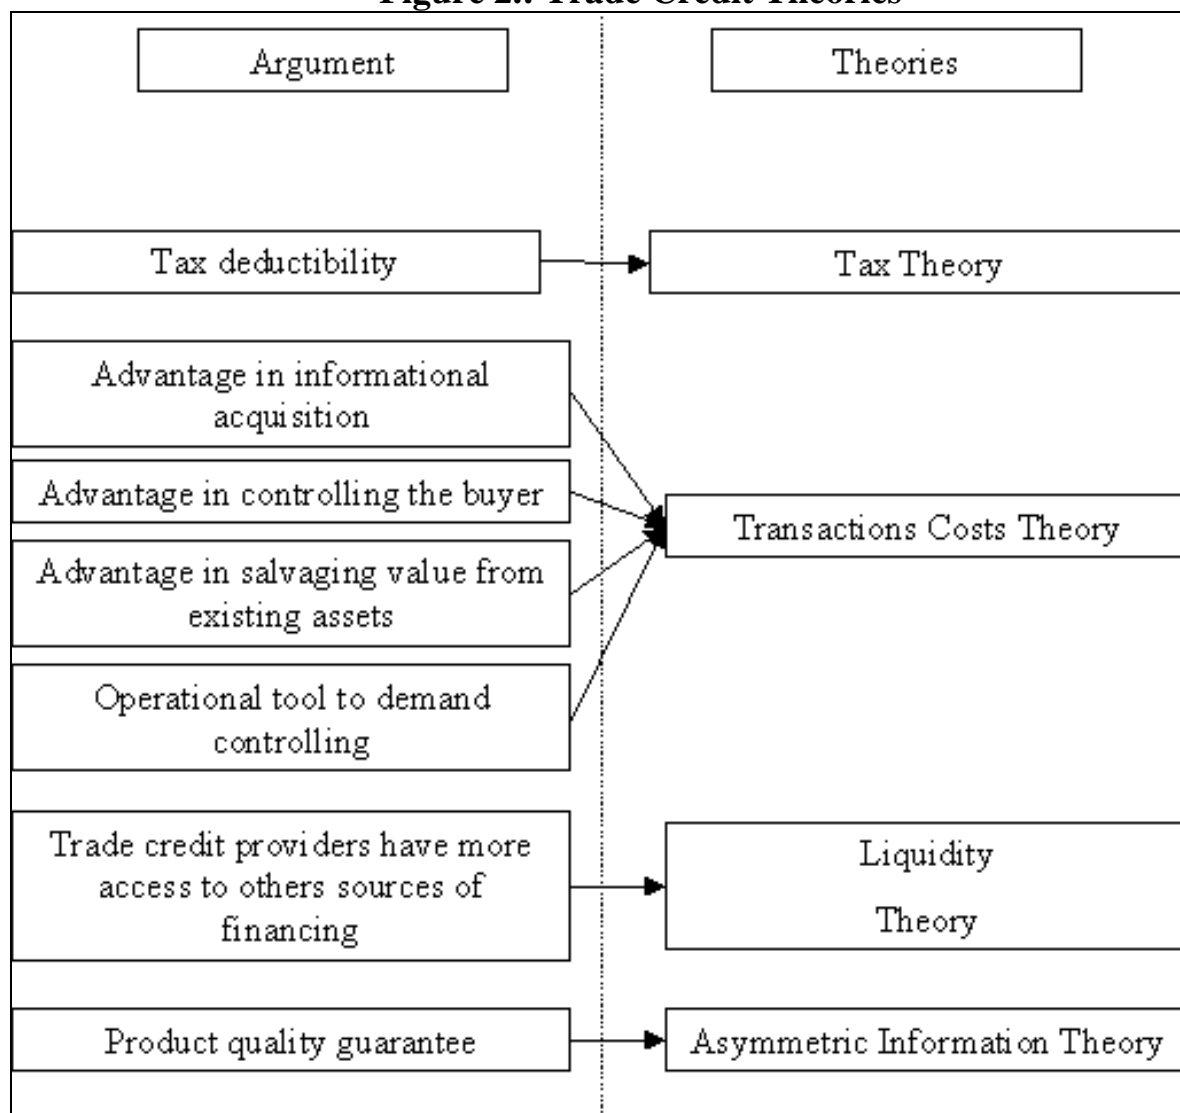 Figure 2.: Trade Credit Theories
Argument
Theories
Tax deductibility
Tax Theory
Advantage in informational
acquisition
Advantage in controlling the buyer
Advantage in salvaging value from
existing assets
Operational tool to demand
controlling
Transactions Costs Theory
Trade credit providers have more
access to others sources of
financing
Liquidity
Theory
Product quality guarantee
Asymmetric Information Theory